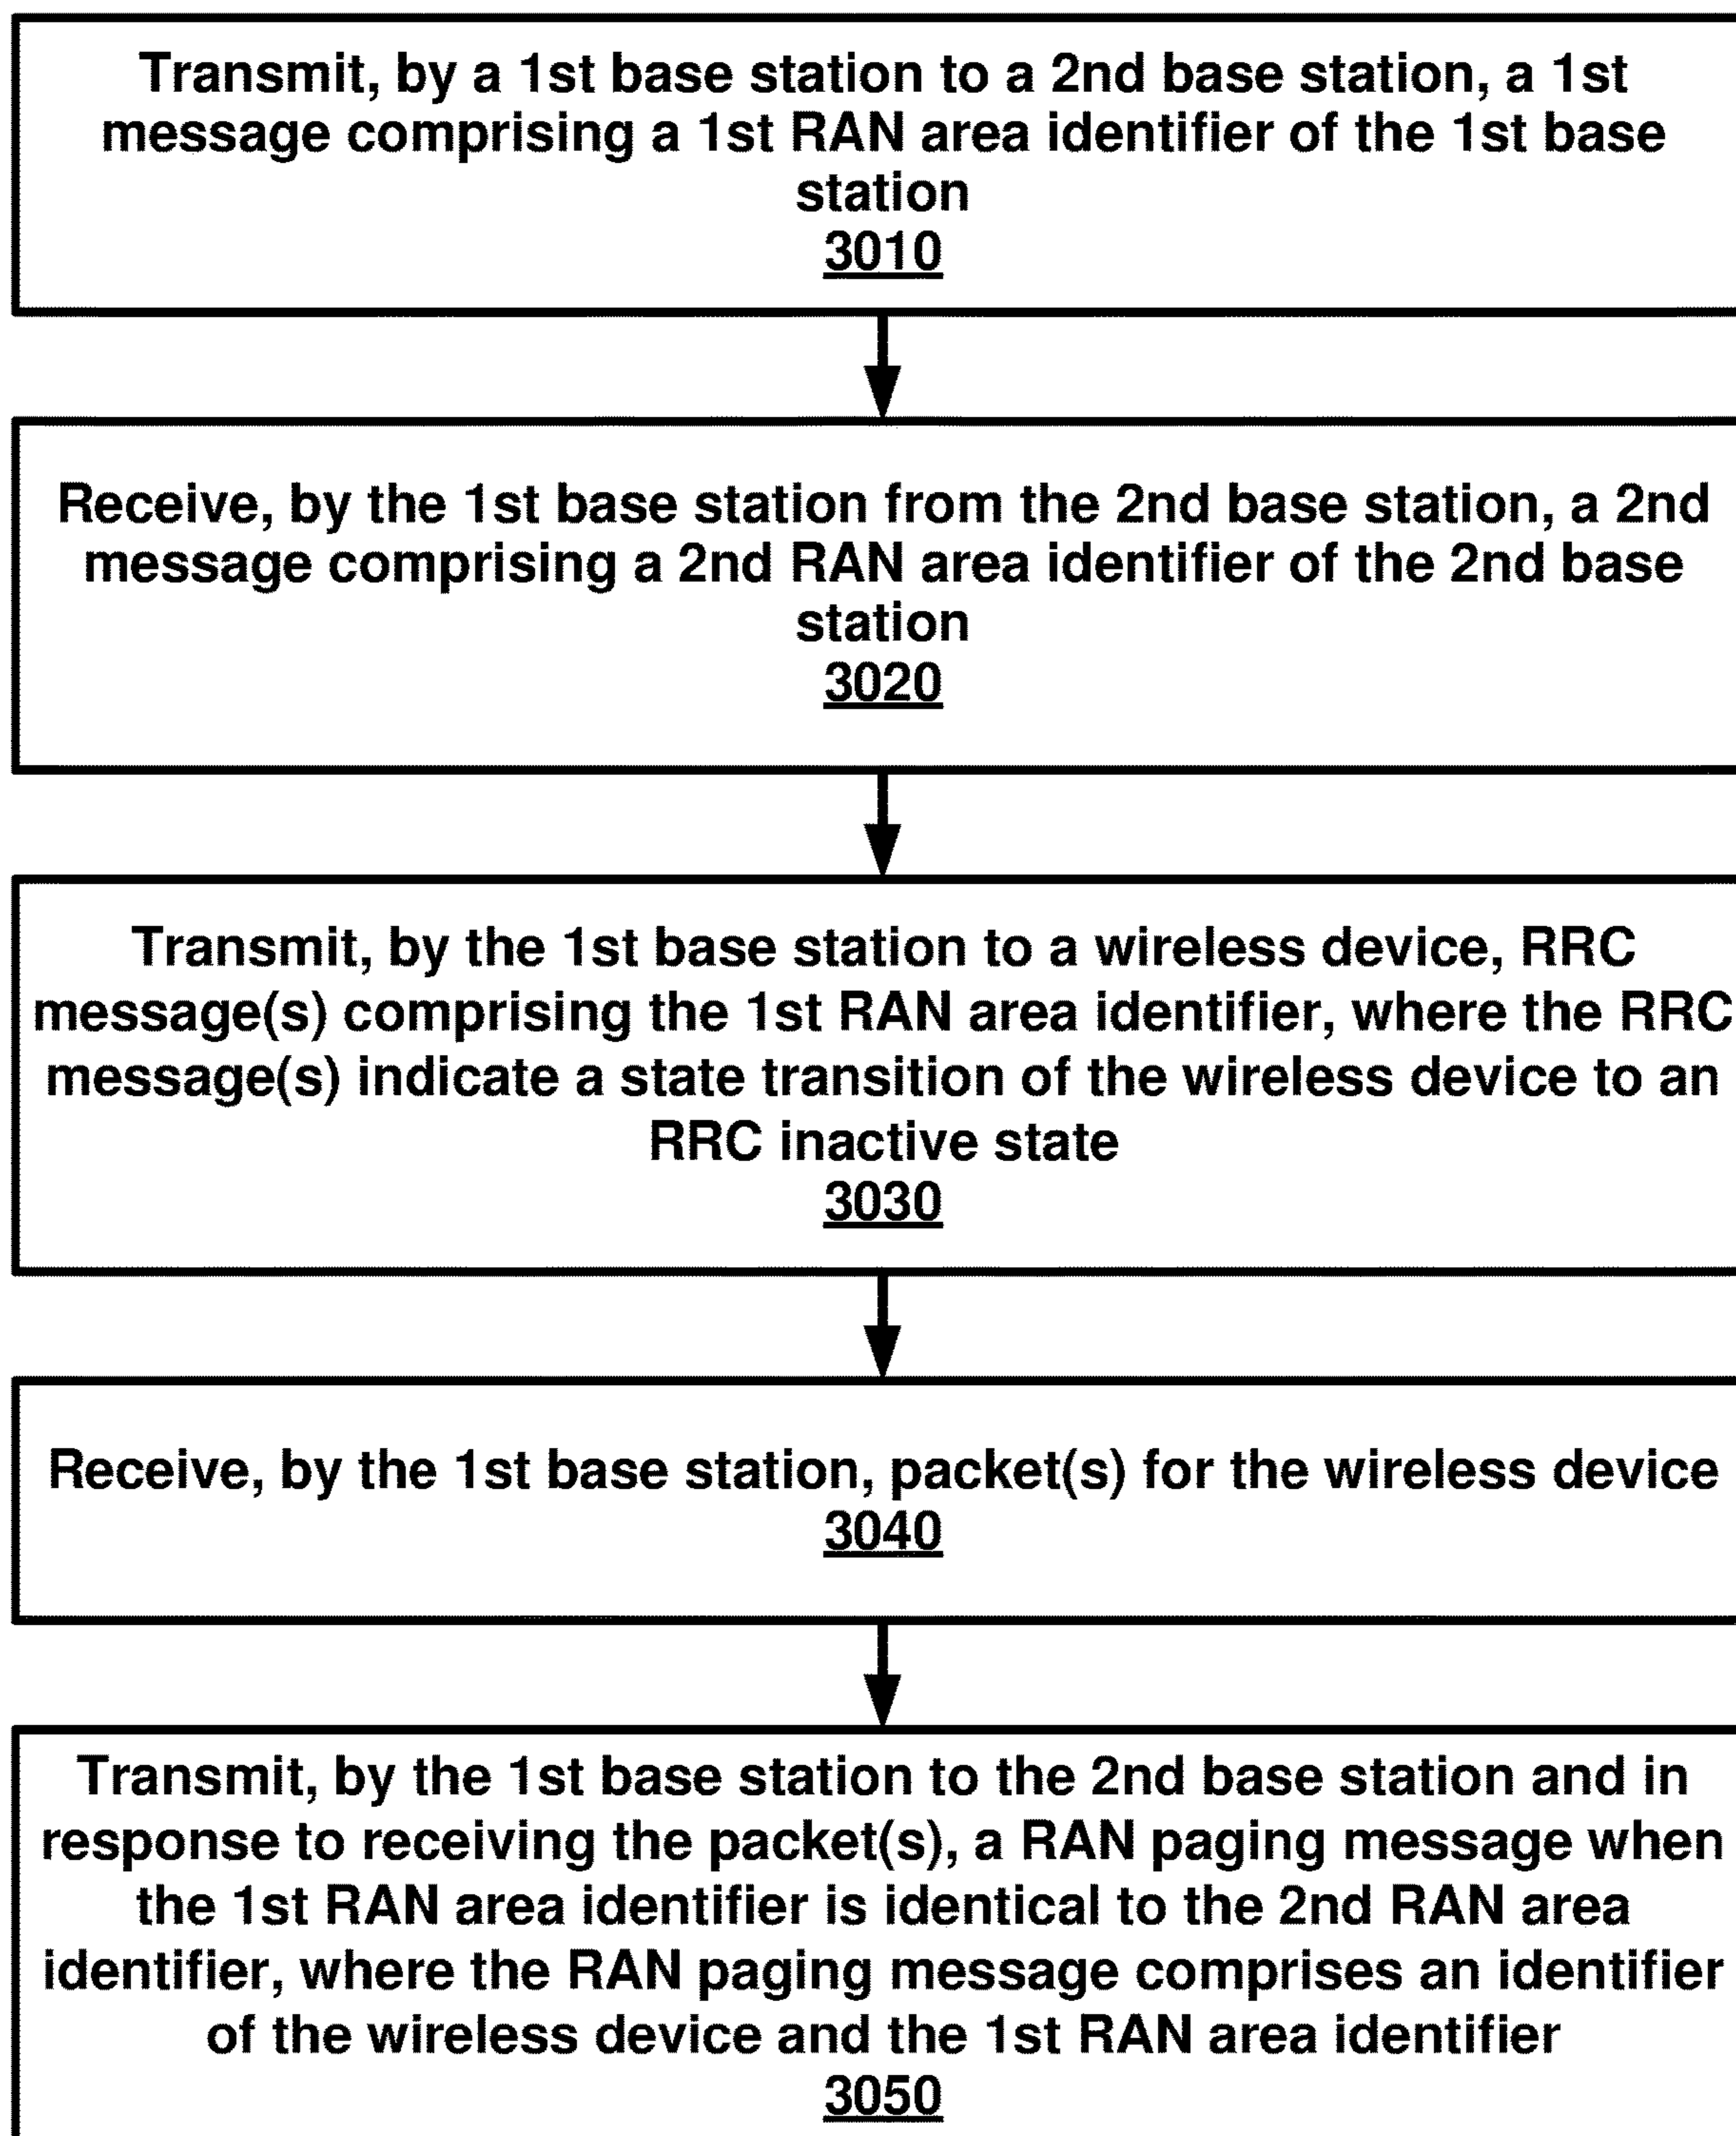 Transmit, by a 1st base station to a 2nd base station, a 1st
message comprising a 1st RAN area identifier of the 1st base
station
3010
Receive, by the 1st base station from the 2nd base station, a 2nd
message comprising a 2nd RAN area identifier of the 2nd base
station
3020
Transmit, by the 1st base station to a wireless device, RRC
message(s) comprising the 1st RAN area identifier, where the RRC
message(s) indicate a state transition of the wireless device to an
RRC inactive state
3030
Receive, by the 1st base station, packet(s) for the wireless device
3040
Transmit, by the 1st base station to the 2nd base station and in
response to receiving the packet(s), a RAN paging message when
the 1st RAN area identifier is identical to the 2nd RAN area
identifier, where the RAN paging message comprises an identifier
of the wireless device and the 1st RAN area identifier
3050